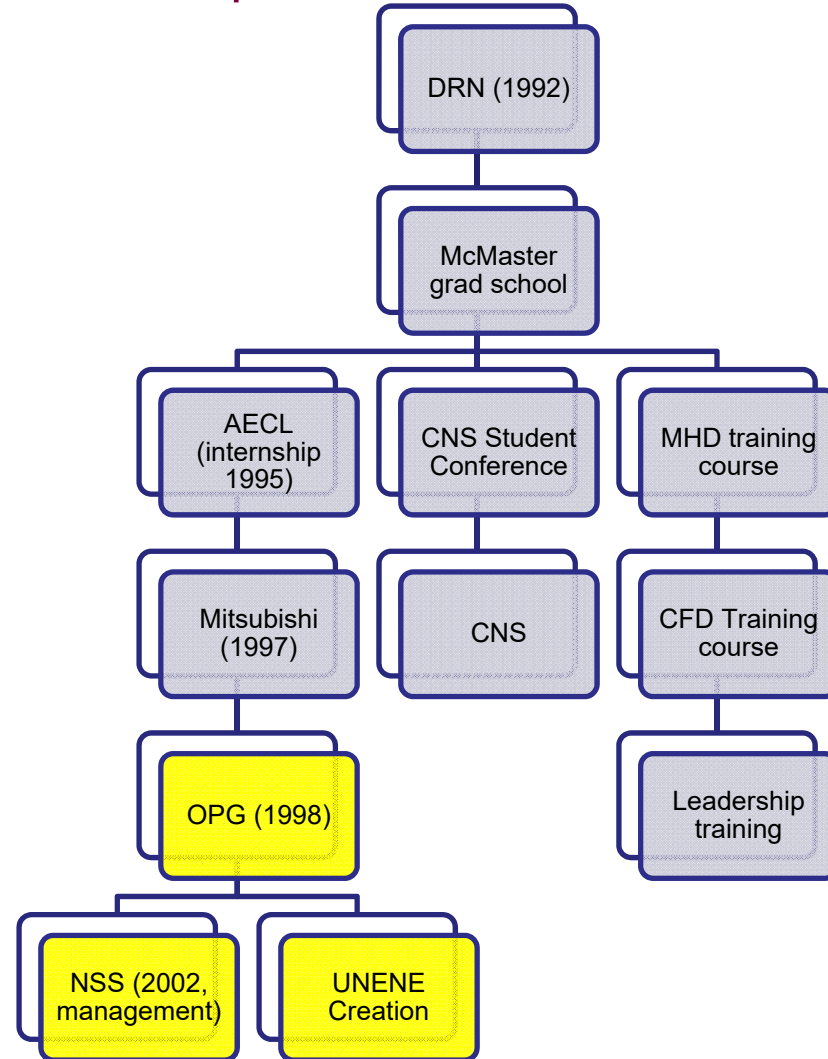 DRN (1992)
McMaster
grad school
AECL
(internship
1995)
CNS Student
Conference
MHD training
course
Mitsubishi
(1997)
CNS
CFD Training
course
OPG (1998)
Leadership
training
NSS (2002,
management)
UNENE
Creation